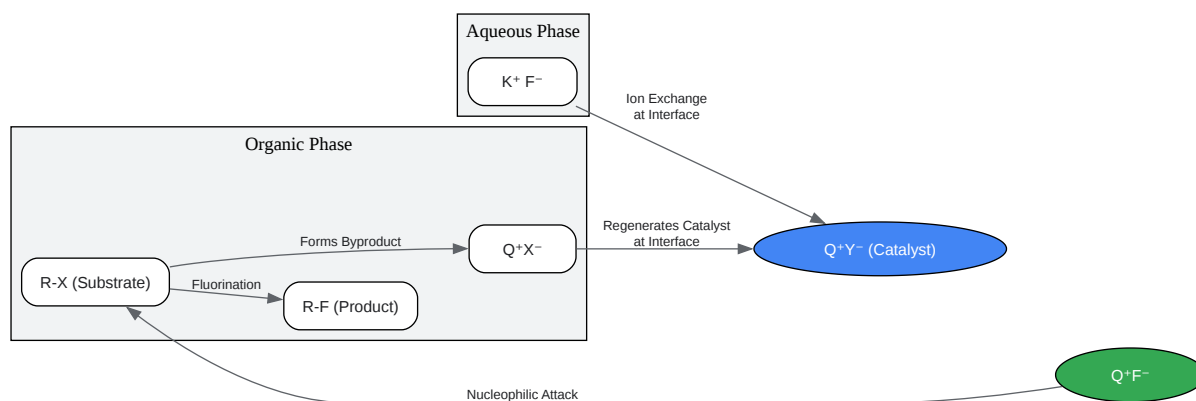 Aqueous Phase
K⁺ F⁻
Ion Exchange
at Interface
Organic Phase
Forms Byproduct
Q⁺X⁻
Regenerates Catalyst
at Interface
Q⁺Y⁻ (Catalyst)
R-X (Substrate)
Fluorination
R-F (Product)
Q⁺F⁻
Nucleophilic Attack